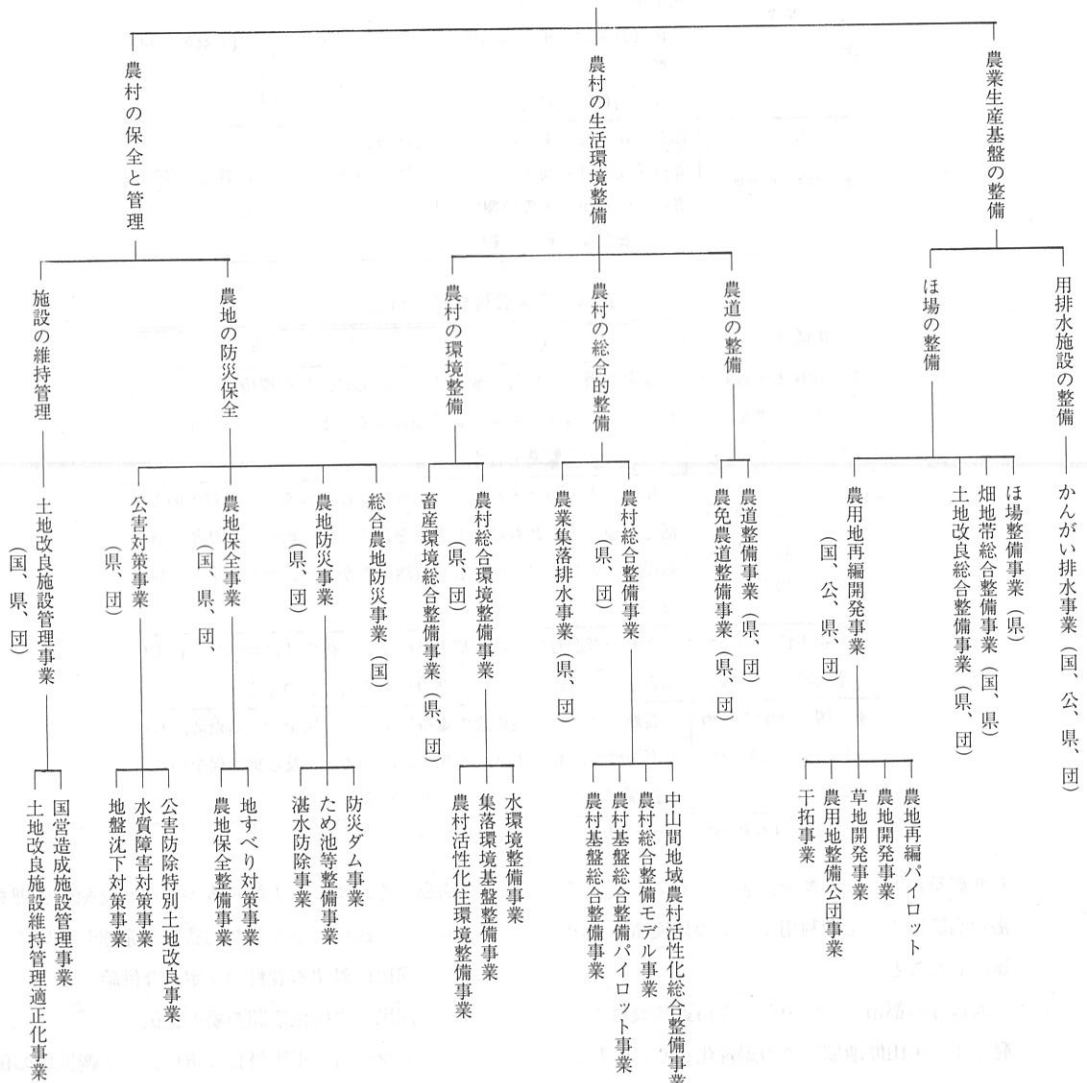 農業生産基盤の整備
用排水施設の整備
かんがい排水事業(国、公、県、団)
ほ場の整備
ほ場整備事業(県)
畑地帯総合整備事業(国、県)
土地改良総合整備事業(県、団)
農用地再編開発事業
(国、公、県、団)
農地再編パイロット
農地開発事業
草地開発事業
農用地整備公団事業
干拓事業
農村の生活環境整備
農道の整備
農道整備事業(県、団)
農免農道整備事業(県、団)
農村の総合的整備
農村総合整備事業
(県、団)
中山間地域農村活性化総合整備事業
農村総合整備モデル事業
農村基盤総合整備パイロット事業
農村基盤総合整備事業
農業集落排水事業(県、団)
農村の環境整備
農村総合環境整備事業
(県、団)
水環境整備事業
集落環境基盤整備事業
農村活性化住環境整備事業
畜産環境総合整備事業(県、団)
農村の保全と管理
農地の防災保全
総合農地防災事業(国)
農地防災事業
(県、団)
防災ダム事業
ため池等整備事業
湛水防除事業
農地保全事業
(国、県、団、
地すべり対策事業
農地保全整備事業
公害対策事業
(県、団)
公害防除特別土地改良事業
水質障害対策事業
地盤沈下対策事業
施設の維持管理
土地改良施設管理事業
(国、県、団)
国営造成施設管理事業
土地改良施設維持管理適正化事業